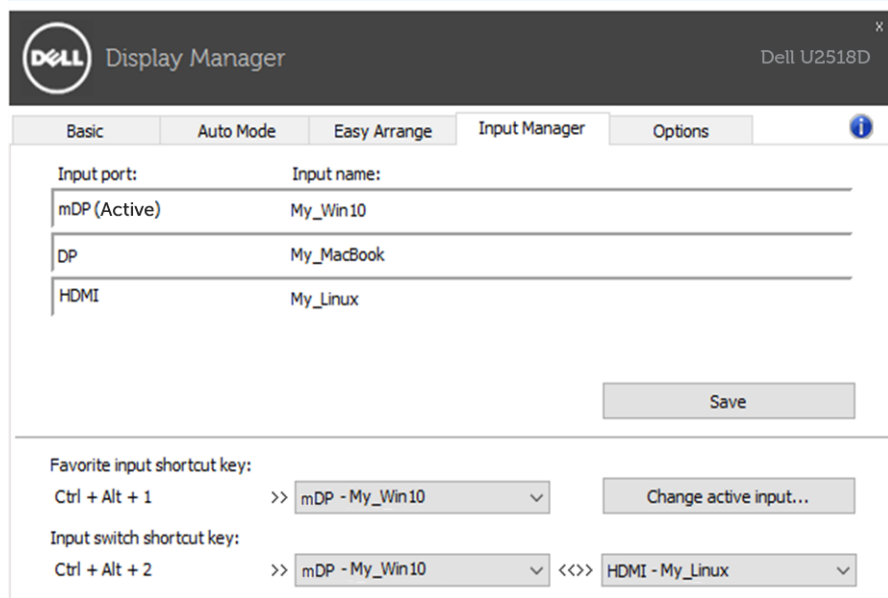 DELL Display Manager x
Dell U2518D
Basic Auto Mode Easy Arrange Input Manager Options i
Input port: Input name:
mDP (Active) My_Win10
DP My_MacBook
HDMI My_Linux
Save
Favorite input shortcut key:
Ctrl + Alt + 1 >> mDP - My_Win10 Change active input...
Input switch shortcut key:
Ctrl + Alt + 2 >> mDP - My_Win10 <<>> HDMI - My_Linux